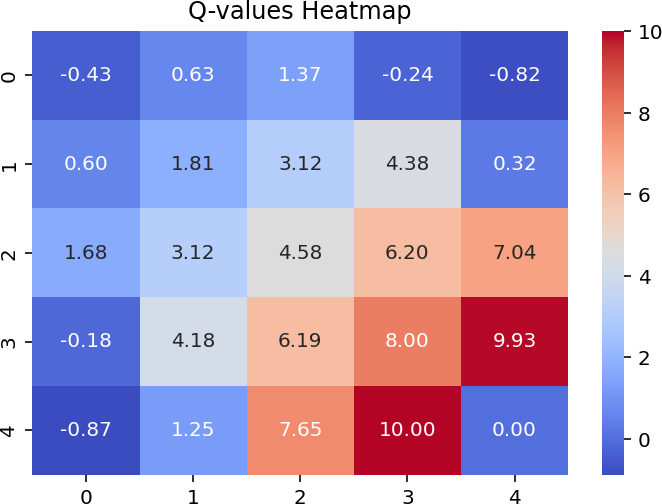 Q-values Heatmap
0 -0.43 0.63 1.37 -0.24 -0.82
1 0.60 1.81 3.12 4.38 0.32
2 1.68 3.12 4.58 6.20 7.04
3 -0.18 4.18 6.19 8.00 9.93
4 -0.87 1.25 7.65 10.00 0.00
0 1 2 3 4
10
8
6
4
2
0